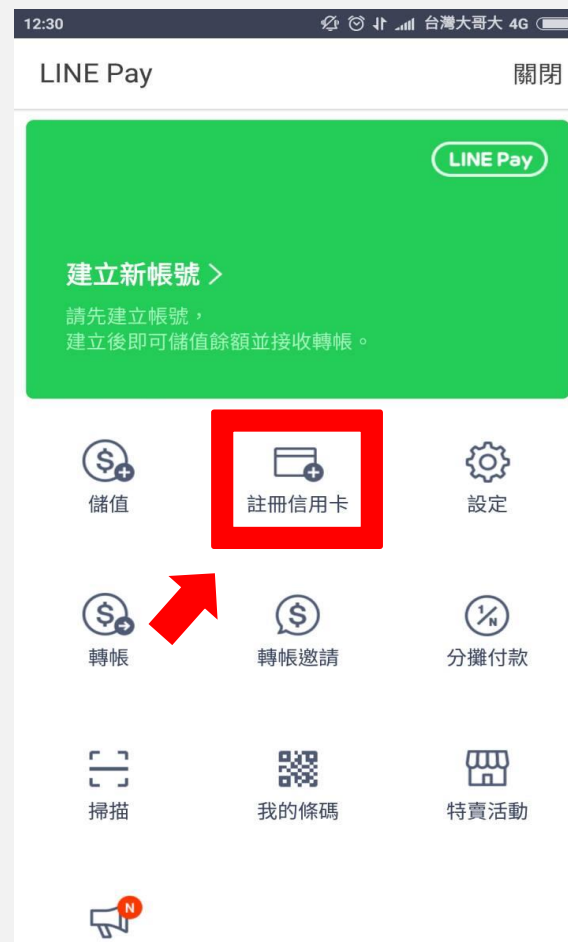 12:30 台灣大哥大 4G
LINE Pay 關閉
LINE Pay
建立新帳號 >
請先建立帳號，
建立後即可儲值餘額並接收轉帳。
儲值 註冊信用卡 設定
轉帳 轉帳邀請 分攤付款
掃描 我的條碼 特賣活動
N